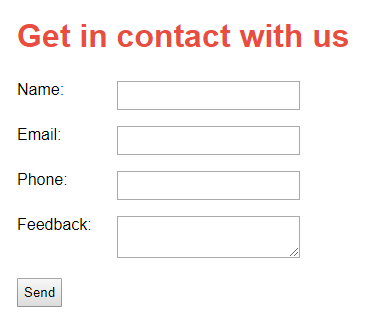 Get in contact with us
Name:
Email:
Phone:
Feedback:
Send